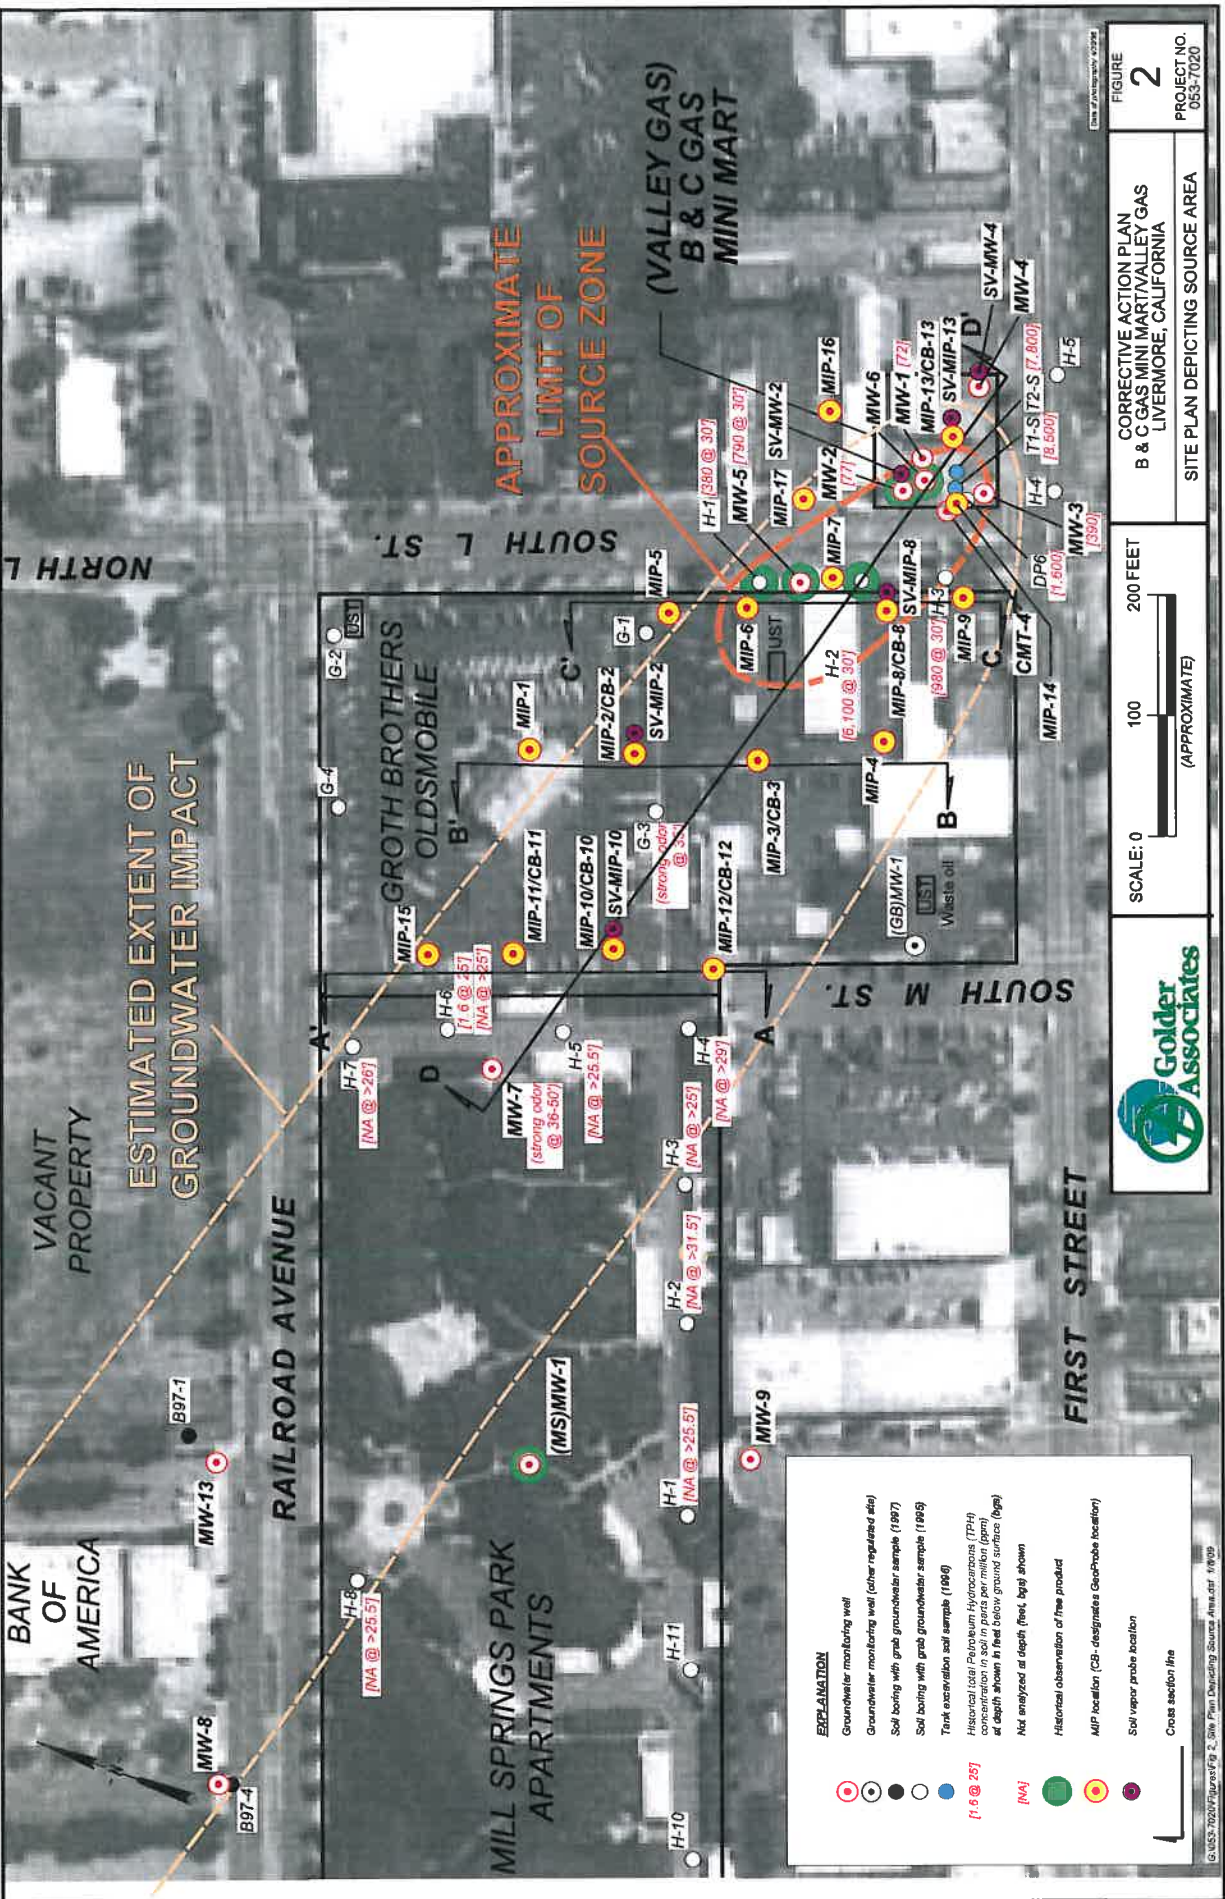 BANK
OF
AMERICA
VACANT
PROPERTY
ESTIMATED EXTENT OF
GROUNDWATER IMPACT
NORTH L
MW-8
B97-4
MW-13
B97-1
RAILROAD AVENUE
H-8
[NA @ >25.5']
H-7
[NA @ >26']
A'
MIP-15
G-4
G-2
UST
GROTH BROTHERS
OLDSMOBILE
SOUTH L ST.
APPROXIMATE
LIMIT OF
SOURCE ZONE
(VALLEY GAS)
B & C GAS
MINI MART
MILL SPRINGS PARK
APARTMENTS
(MS)MW-1
D
H-6
[1.6 @ 25']
[NA @ >25']
MW-7
(strong odor
@ 36-50')
H-5
[NA @ >25.5']
MIP-11/CB-11
B'
MIP-1
C'
MIP-10/CB-10
SV-MIP-10
MIP-2/CB-2
SV-MIP-2
G-3
(strong odor
G-1
MIP-5
H-10
H-11
H-1
[NA @ >25.5']
H-2
[NA @ >31.5']
H-3
[NA @ >25']
H-4
[NA @ >29']
A
MIP-12/CB-12
MIP-3/CB-3
MIP-6
UST
H-1 [380 @ 30']
MW-5 [790 @ 30']
MIP-17
SV-MW-2
MW-2
[77]
MIP-16
MIP-7
H-2
[6,100 @ 30']
MIP-4
MIP-8/CB-8
SV-MIP-8
H-3
[980 @ 30']
MIP-9
MW-6
MW-1 [72]
MIP-13/CB-13
SV-MIP-13
D'
SV-MW-4
MW-4
B
C
CMT-4
MIP-14
DP6
[1,600]
MW-3
[390]
H-4
T1-S
[8,500]
T2-S [7,800]
H-5
MW-9
(GB)MW-1
UST
Waste oil
SOUTH M ST.
FIRST STREET
EXPLANATION
Groundwater monitoring well
Groundwater monitoring well (other regulated site)
Soil boring with grab groundwater sample (1997)
Soil boring with grab groundwater sample (1995)
Tank excavation soil sample (1996)
[1.6 @ 25']
Historical total Petroleum Hydrocarbons (TPH)
concentration in soil in parts per million (ppm)
at depth shown in feet below ground surface (bgs)
[NA]
Not analyzed at depth (feet, bgs) shown
Historical observation of free product
MIP location (CB- designates GeoProbe location)
Soil vapor probe location
Cross section line
Golder
Associates
SCALE: 0 100 200 FEET
(APPROXIMATE)
CORRECTIVE ACTION PLAN
B & C GAS MINI MART/VALLEY GAS
LIVERMORE, CALIFORNIA
SITE PLAN DEPICTING SOURCE AREA
FIGURE
2
PROJECT NO.
053-7020
G:\053-7020\Figures\Fig 2_Site Plan Depicting Source Area.dsf 1/6/09